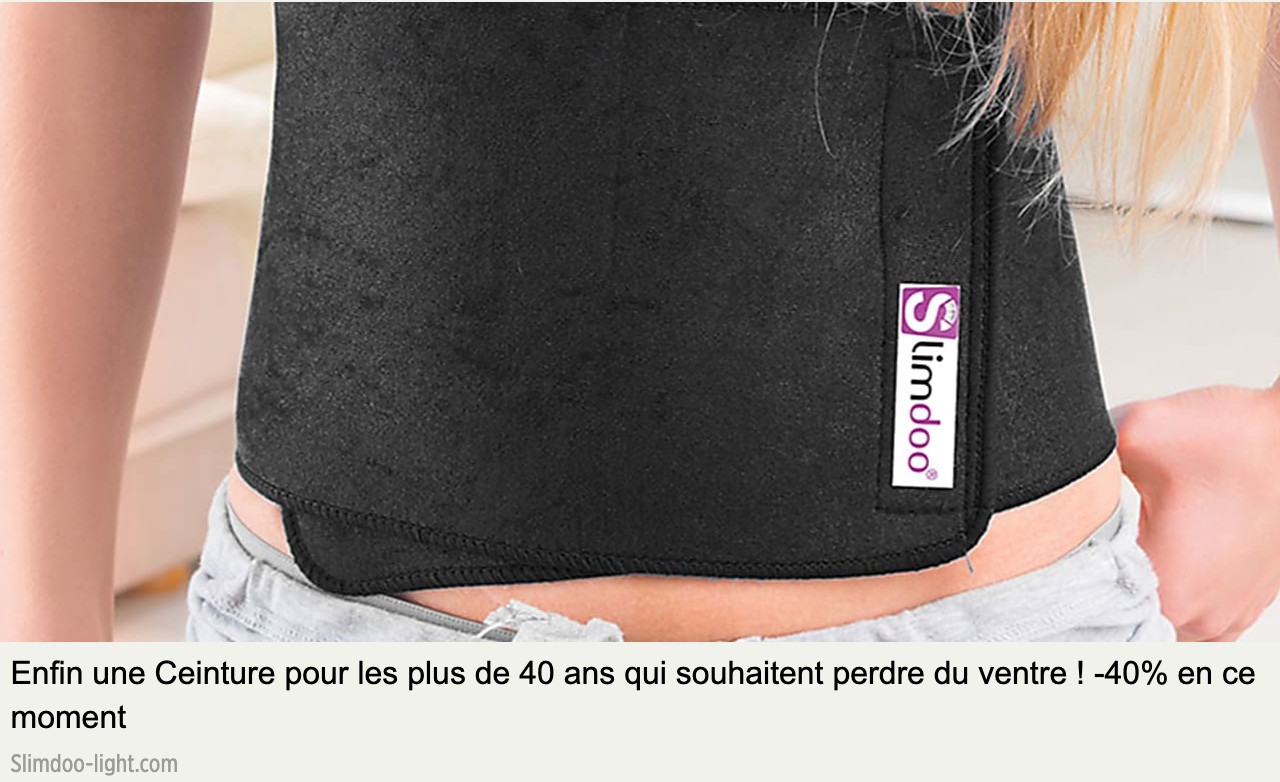 Slimdoo®
Enfin une Ceinture pour les plus de 40 ans qui souhaitent perdre du ventre ! -40% en ce
moment
Slimdoo-light.com